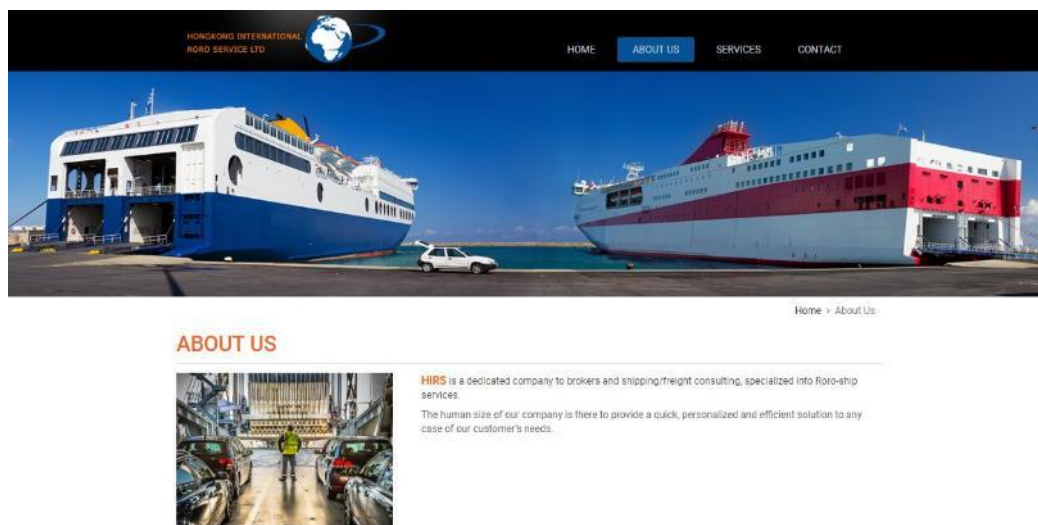 HONGKONG INTERNATIONAL
RORO SERVICE LTD
HOME ABOUT US SERVICES CONTACT
Home > About Us
ABOUT US
HIRS is a dedicated company to brokers and shipping/freight consulting, specialized into Roro-ship
services.
The human size of our company is there to provide a quick, personalized and efficient solution to any
case of our customer's needs.